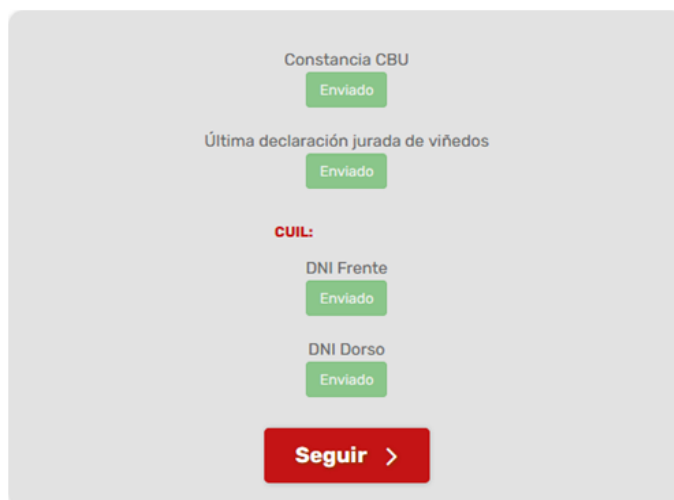 Constancia CBU
Enviado
Última declaración jurada de viñedos
Enviado
CUIL:
DNI Frente
Enviado
DNI Dorso
Enviado
Seguir